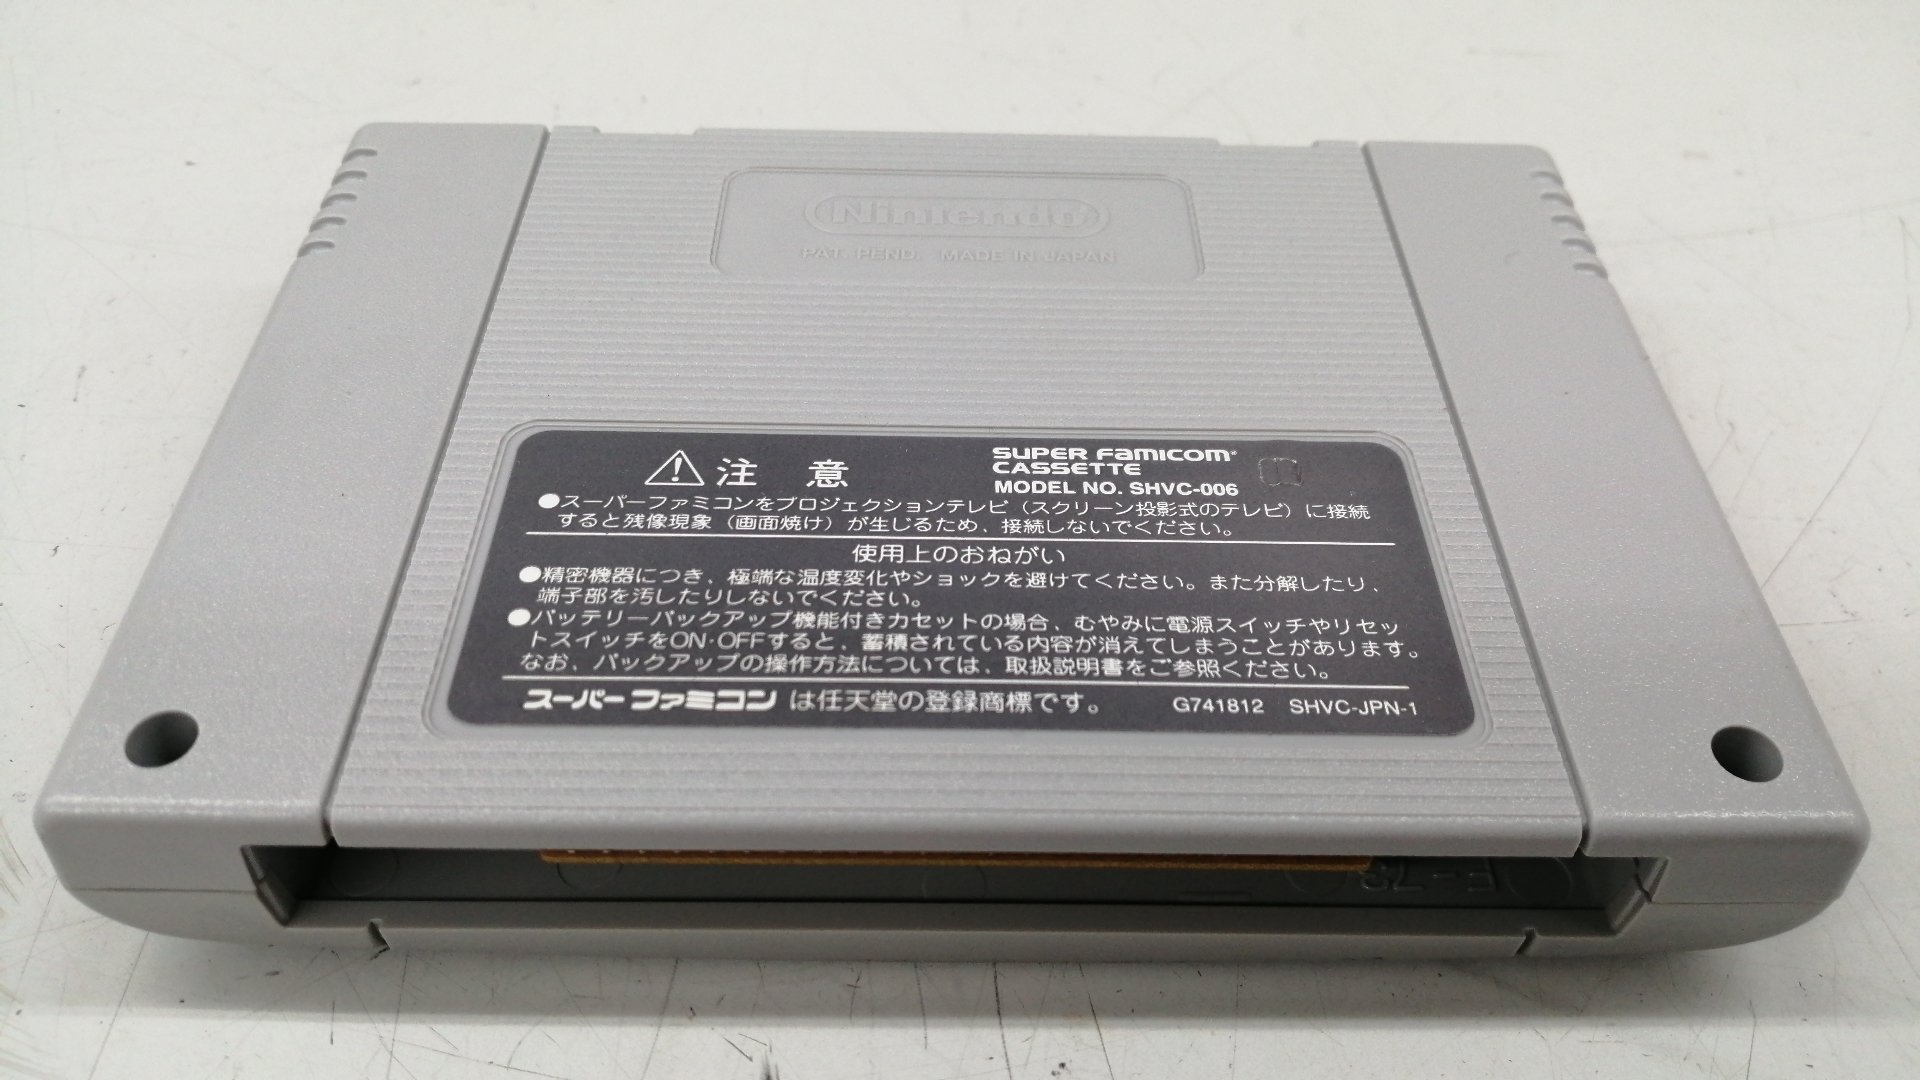 Nintendo
PAT. PEND. MADE IN JAPAN
注 意
SUPER FAMICOM
CASSETTE
MODEL NO. SHVC-006
●スーパーファミコンをプロジェクションテレビ（スクリーン投影式のテレビ）に接続
すると残像現象（画面焼け）が生じるため、接続しないでください。
使用上のおねがい
●精密機器につき、極端な温度変化やショックを避けてください。また分解したり、
端子部を汚したりしないでください。
●バッテリーバックアップ機能付きカセットの場合、むやみに電源スイッチやリセッ
トスイッチをON·OFFすると、蓄積されている内容が消えてしまうことがあります。
なお、バックアップの操作方法については、取扱説明書をご参照ください。
スーパーファミコン は任天堂の登録商標です。 G741812 SHVC-JPN-1